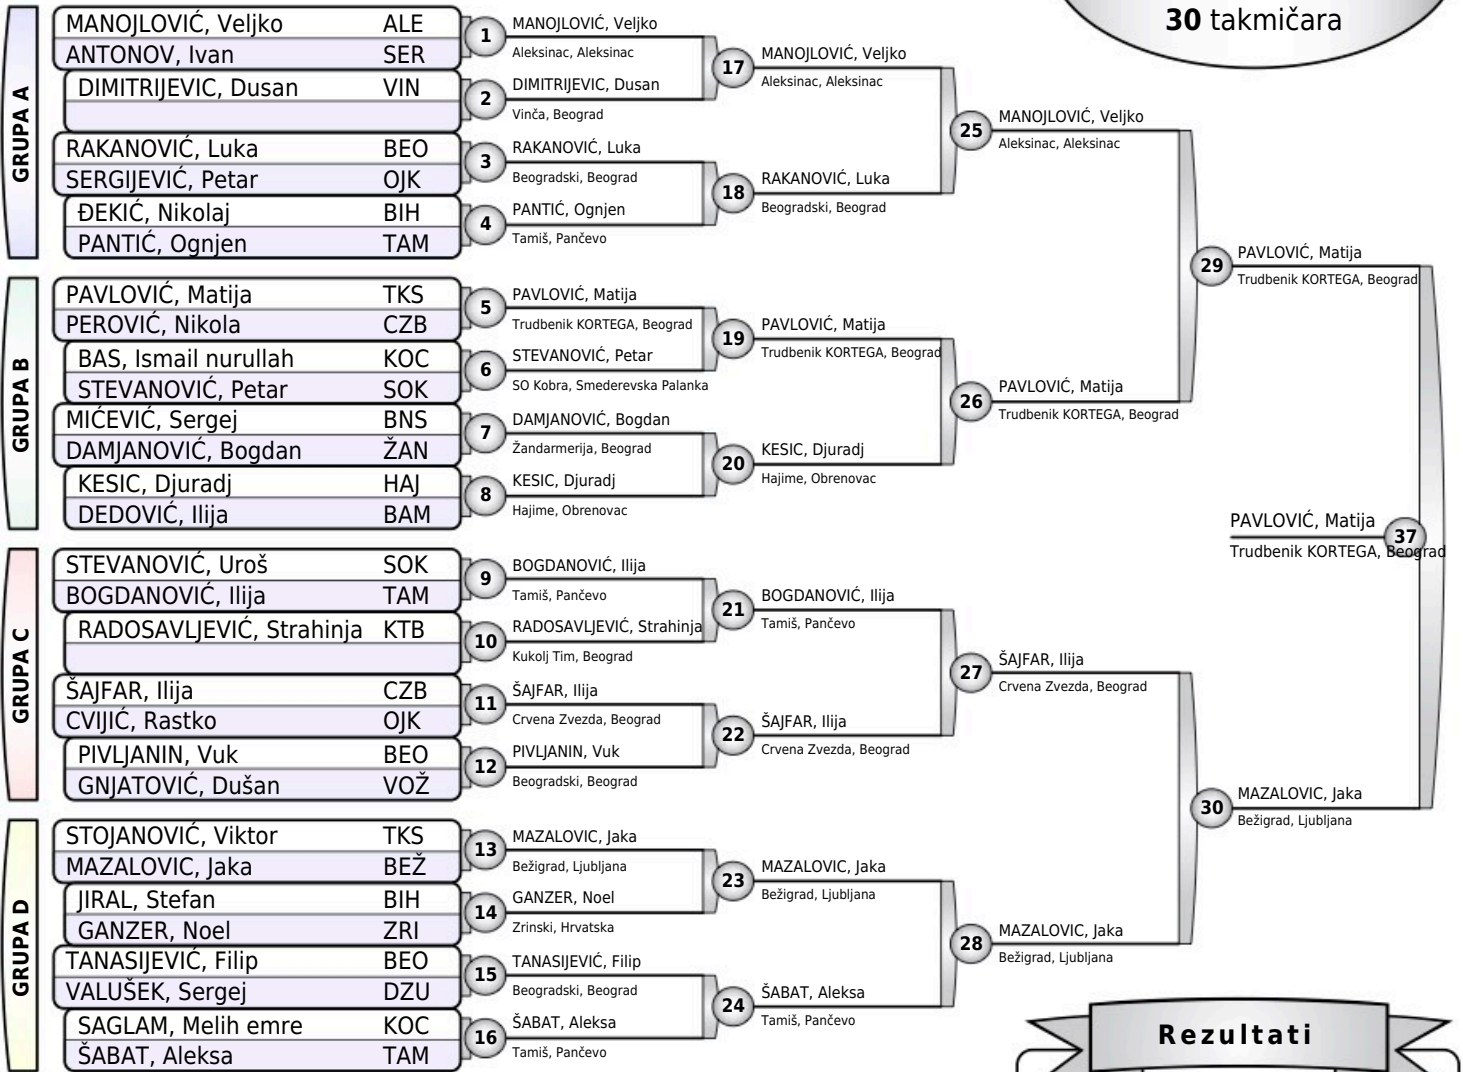 30 takmičara
GRUPA A
MANOJLOVIĆ, Veljko ALE
ANTONOV, Ivan SER
DIMITRIJEVIC, Dusan VIN
RAKANOVIĆ, Luka BEO
SERGIJEVIĆ, Petar OJK
ĐEKIĆ, Nikolaj BIH
PANTIĆ, Ognjen TAM
GRUPA B
PAVLOVIĆ, Matija TKS
PEROVIĆ, Nikola CZB
BAS, Ismail nurullah KOC
STEVANOVIĆ, Petar SOK
MIĆEVIĆ, Sergej BNS
DAMJANOVIĆ, Bogdan ŽAN
KESIC, Djuradj HAJ
DEDOVIĆ, Ilija BAM
GRUPA C
STEVANOVIĆ, Uroš SOK
BOGDANOVIĆ, Ilija TAM
RADOSAVLJEVIĆ, Strahinja KTB
ŠAJFAR, Ilija CZB
CVIJIĆ, Rastko OJK
PIVLJANIN, Vuk BEO
GNJATOVIĆ, Dušan VOŽ
GRUPA D
STOJANOVIĆ, Viktor TKS
MAZALOVIC, Jaka BEŽ
JIRAL, Stefan BIH
GANZER, Noel ZRI
TANASIJEVIĆ, Filip BEO
VALUŠEK, Sergej DZU
SAGLAM, Melih emre KOC
ŠABAT, Aleksa TAM
1 MANOJLOVIĆ, Veljko
Aleksinac, Aleksinac
2 DIMITRIJEVIC, Dusan
Vinča, Beograd
3 RAKANOVIĆ, Luka
Beogradski, Beograd
4 PANTIĆ, Ognjen
Tamiš, Pančevo
5 PAVLOVIĆ, Matija
Trudbenik KORTEGA, Beograd
6 STEVANOVIĆ, Petar
SO Kobra, Smederevska Palanka
7 DAMJANOVIĆ, Bogdan
Žandarmerija, Beograd
8 KESIC, Djuradj
Hajime, Obrenovac
9 BOGDANOVIĆ, Ilija
Tamiš, Pančevo
10 RADOSAVLJEVIĆ, Strahinja
Kukolj Tim, Beograd
11 ŠAJFAR, Ilija
Crvena Zvezda, Beograd
12 PIVLJANIN, Vuk
Beogradski, Beograd
13 MAZALOVIC, Jaka
Bežigrad, Ljubljana
14 GANZER, Noel
Zrinski, Hrvatska
15 TANASIJEVIĆ, Filip
Beogradski, Beograd
16 ŠABAT, Aleksa
Tamiš, Pančevo
17 MANOJLOVIĆ, Veljko
Aleksinac, Aleksinac
18 RAKANOVIĆ, Luka
Beogradski, Beograd
19 PAVLOVIĆ, Matija
Trudbenik KORTEGA, Beograd
20 KESIC, Djuradj
Hajime, Obrenovac
21 BOGDANOVIĆ, Ilija
Tamiš, Pančevo
22 ŠAJFAR, Ilija
Crvena Zvezda, Beograd
23 MAZALOVIC, Jaka
Bežigrad, Ljubljana
24 ŠABAT, Aleksa
Tamiš, Pančevo
25 MANOJLOVIĆ, Veljko
Aleksinac, Aleksinac
26 PAVLOVIĆ, Matija
Trudbenik KORTEGA, Beograd
27 ŠAJFAR, Ilija
Crvena Zvezda, Beograd
28 MAZALOVIC, Jaka
Bežigrad, Ljubljana
29 PAVLOVIĆ, Matija
Trudbenik KORTEGA, Beograd
30 MAZALOVIC, Jaka
Bežigrad, Ljubljana
PAVLOVIĆ, Matija 37
Trudbenik KORTEGA, Beograd
Rezultati